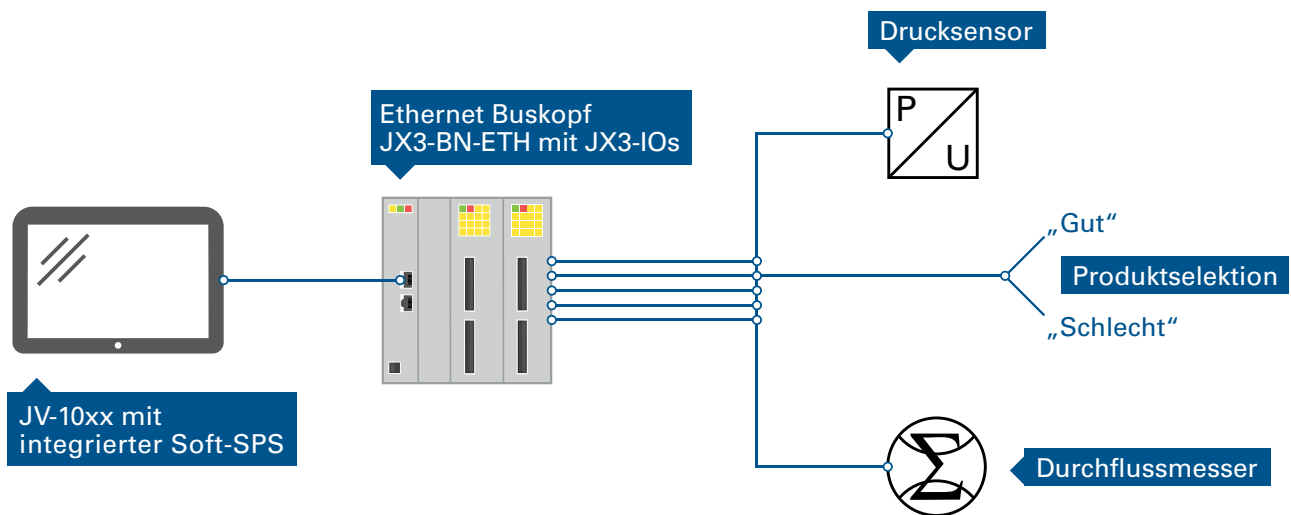 Drucksensor
P
U
Ethernet Buskopf
JX3-BN-ETH mit JX3-IOs
„Gut“
Produktselektion
„Schlecht“
JV-10xx mit
integrierter Soft-SPS
Σ
Durchflussmesser